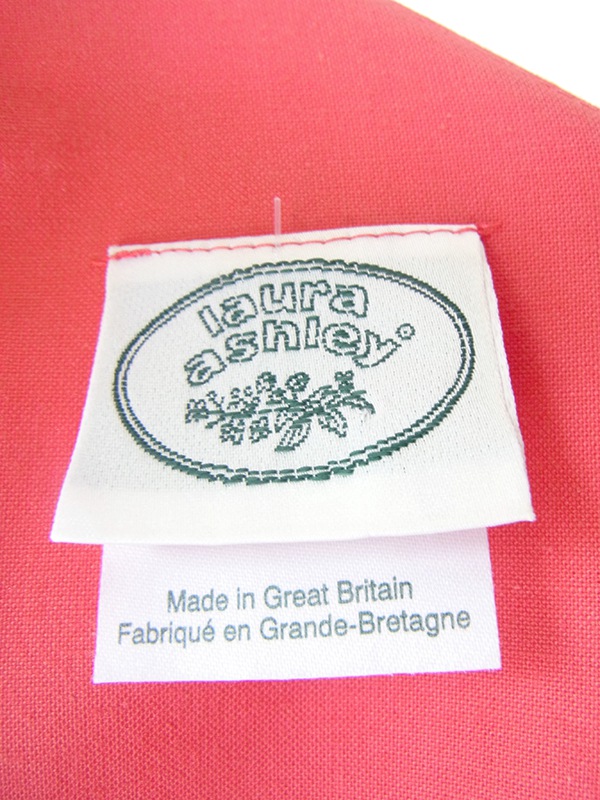 laura
ashley®
Made in Great Britain
Fabriqué en Grande-Bretagne